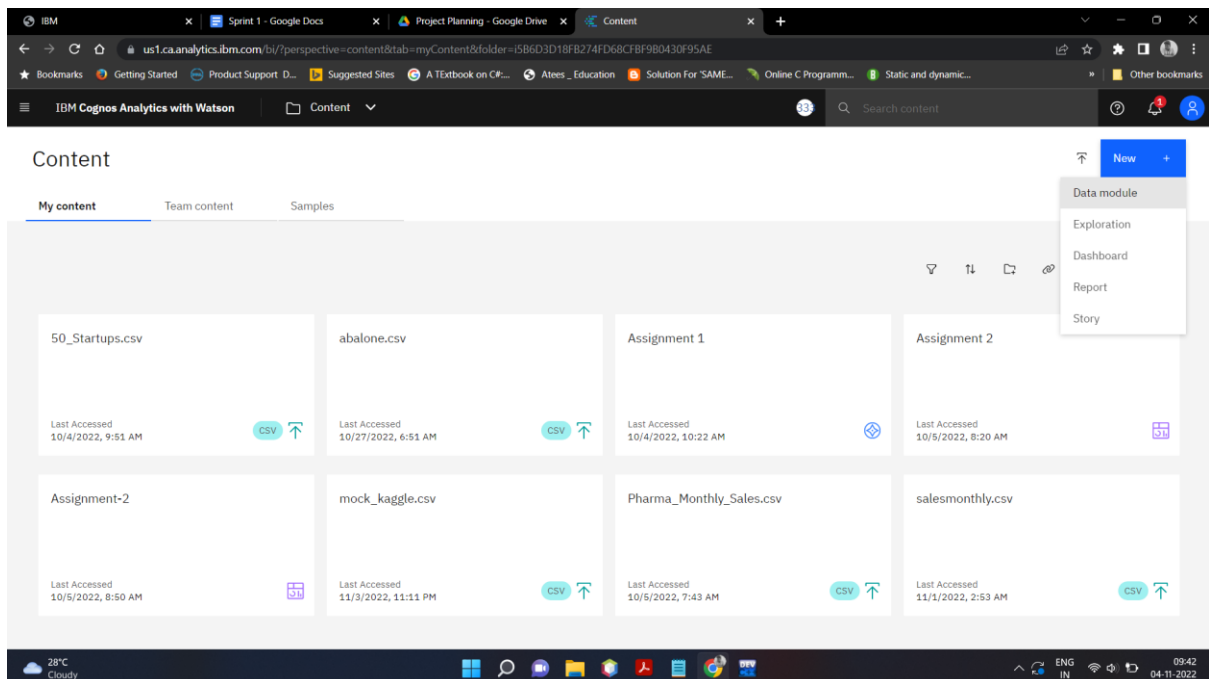 IBM
Sprint 1 - Google Docs
Project Planning - Google Drive
Content
us1.ca.analytics.ibm.com/bi/?perspective=content&tab=myContent&folder=i5B6D3D18FB274FD68CFBF9B0430F95AE
Bookmarks Getting Started Product Support D... Suggested Sites A TExtbook on C#:... Atees _ Education Solution For 'SAME... Online C Programm... Static and dynamic... » Other bookmarks
IBM Cognos Analytics with Watson Content Search content 1
Content
New +
My content Team content Samples
Data module
Exploration
Dashboard
Report
Story
50_Startups.csv
Last Accessed
10/4/2022, 9:51 AM
CSV
abalone.csv
Last Accessed
10/27/2022, 6:51 AM
CSV
Assignment 1
Last Accessed
10/4/2022, 10:22 AM
Assignment 2
Last Accessed
10/5/2022, 8:20 AM
Assignment-2
Last Accessed
10/5/2022, 8:50 AM
mock_kaggle.csv
Last Accessed
11/3/2022, 11:11 PM
CSV
Pharma_Monthly_Sales.csv
Last Accessed
10/5/2022, 7:43 AM
CSV
salesmonthly.csv
Last Accessed
11/1/2022, 2:53 AM
CSV
28°C
Cloudy
DEV
ENG
IN
09:42
04-11-2022